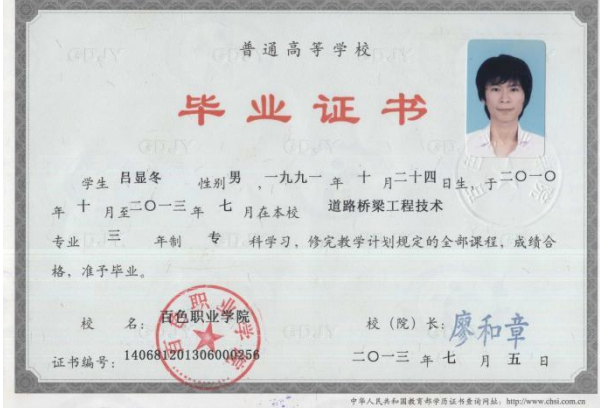 普通高等学校
毕业证书
学生 吕显冬 性别 男 ，一九九一 年 十 月二十四日生，于二〇一〇
年 十 月至二〇一三 年 七 月在本校 道路桥梁工程技术
专业 三 年制 专 科学习，修完教学计划规定的全部课程，成绩合
格，准予毕业。
校 名： 百色职业学院 校（院）长： 廖和章
百色职业学院
证书编号： 140681201306000256 二〇一三 年 七 月 五 日
中华人民共和国教育部学历证书查询网址：http://www.chsi.com.cn